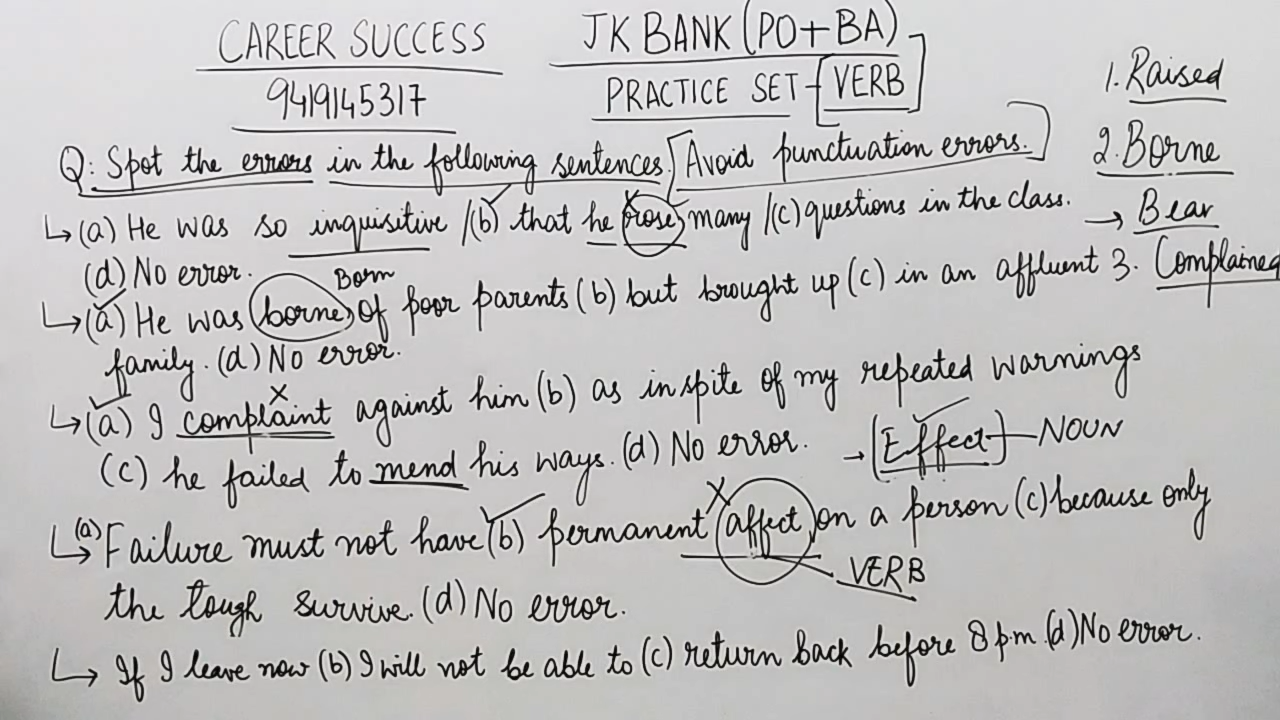 CAREER SUCCESS JK BANK (PO+BA)
9419145317 PRACTICE SET - VERB
1. Raised
2. Borne
→ Bear
3. Complained
Q: Spot the errors in the following sentences. [Avoid punctuation errors.]
↳ (a) He was so inquisitive /(b) that he rose many /(c) questions in the class.
(d) No error.
Born
↳ (a) He was borne of poor parents (b) but brought up (c) in an affluent
family. (d) No error.
↳ (a) I complaint against him (b) as inspite of my repeated warnings
(c) he failed to mend his ways. (d) No error.
→ [Effect] — NOUN
↳ (a) Failure must not have (b) permanent affect on a person (c) because only
VERB
the tough survive. (d) No error.
↳ If I leave now (b) I will not be able to (c) return back before 8 p.m. (d) No error.